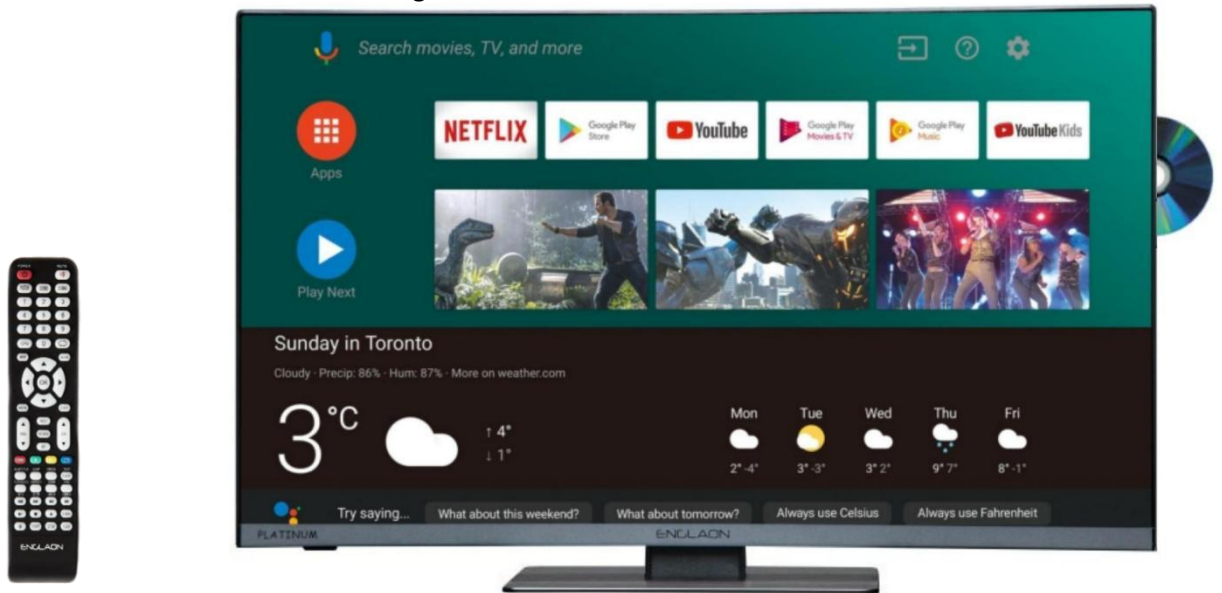 Search movies, TV, and more
NETFLIX
Google Play
Store
YouTube
Google Play
Movies & TV
Google Play
Music
YouTube Kids
Apps
Play Next
Sunday in Toronto
Cloudy · Precip: 86% · Hum: 87% · More on weather.com
3°C
↑ 4°
↓ 1°
Mon Tue Wed Thu Fri
2° -4° 3° -3° 3° 2° 9° 7° 8° -1°
Try saying... What about this weekend? What about tomorrow? Always use Celsius Always use Fahrenheit
PLATINUM ENGLAON
POWER MUTE
OK
ENGLAON